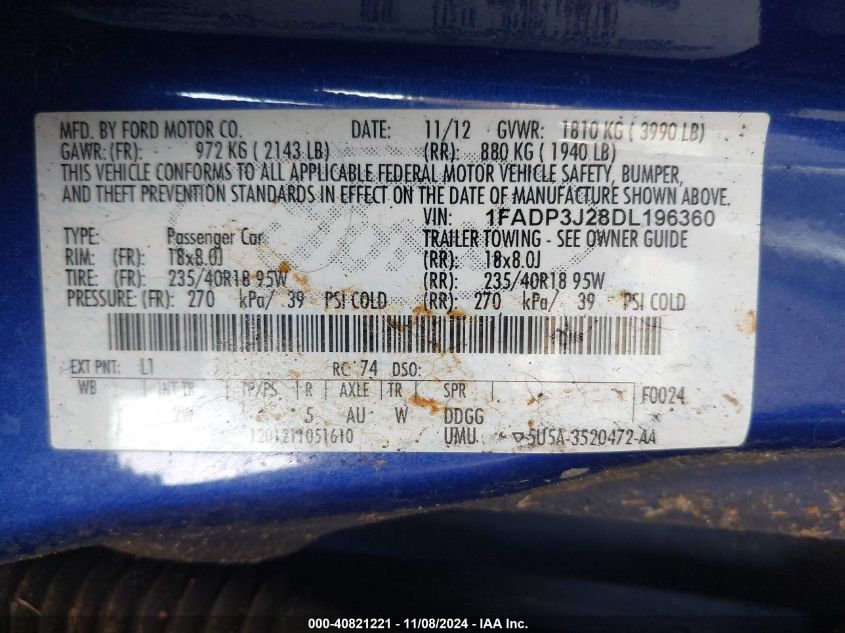 MFD. BY FORD MOTOR CO. DATE: 11/12 GVWR: 1810 KG ( 3990 LB)
GAWR:(FR): 972 KG ( 2143 LB) (RR): 880 KG ( 1940 LB)
THIS VEHICLE CONFORMS TO ALL APPLICABLE FEDERAL MOTOR VEHICLE SAFETY, BUMPER,
AND THEFT PREVENTION STANDARDS IN EFFECT ON THE DATE OF MANUFACTURE SHOWN ABOVE.
VIN: 1FADP3J28DL196360
TYPE: Passenger Car TRAILER TOWING - SEE OWNER GUIDE
RIM: (FR): 18x8.0J (RR): 18x8.0J
TIRE: (FR): 235/40R18 95W (RR): 235/40R18 95W
PRESSURE: (FR): 270 kPa/ 39 PSI COLD (RR): 270 kPa/ 39 PSI COLD
EXT PNT: L1 RC: 74 DSO:
WB INT TR TP/PS R AXLE TR SPR F0024
2W 5 AU W DDGG
1201211051610 UMU 5U5A-3520472-AA
000-40821221 - 11/08/2024 - IAA Inc.